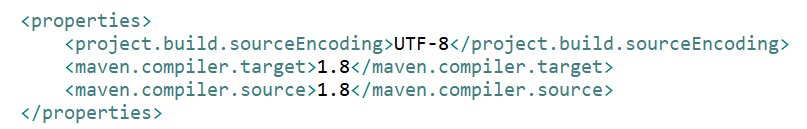 <properties>
    <project.build.sourceEncoding>UTF-8</project.build.sourceEncoding>
    <maven.compiler.target>1.8</maven.compiler.target>
    <maven.compiler.source>1.8</maven.compiler.source>
</properties>